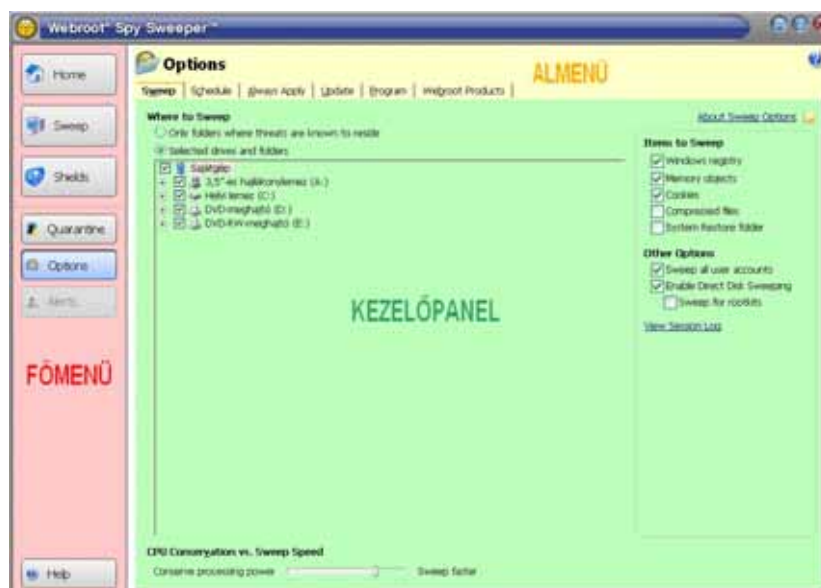 Webroot® Spy Sweeper™
Home
Sweep
Shields
Quarantine
Options
Alerts
FŐMENÜ
Help
Options
ALMENÜ
Sweep | Schedule | Always Apply | Update | Program | Webroot Products |
Where to Sweep
Only folders where threats are known to reside
Selected drives and folders
Sajátgép
3,5"-es hajlékonylemez (A:)
Helyi lemez (C:)
DVD-meghajtó (D:)
DVD-RW-meghajtó (E:)
KEZELŐPANEL
About Sweep Options
Items to Sweep
Windows registry
Memory objects
Cookies
Compressed files
System Restore folder
Other Options
Sweep all user accounts
Enable Direct Disk Sweeping
Sweep for rootkits
View Session Log
CPU Conservation vs. Sweep Speed
Conserve processing power
Sweep faster